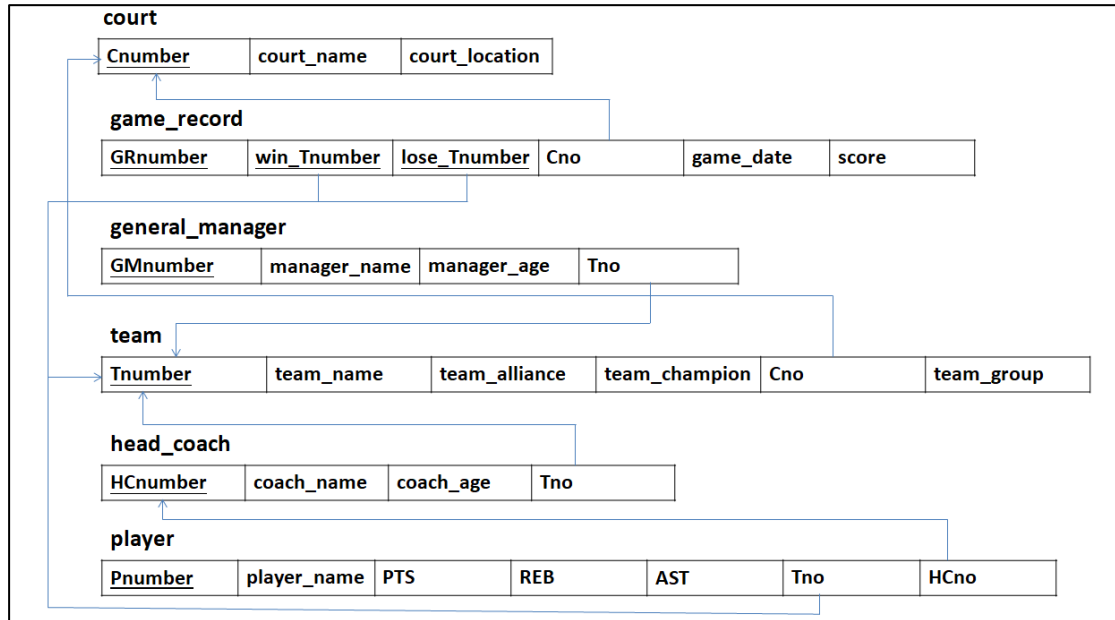 court
Cnumber court_name court_location
game_record
GRnumber win_Tnumber lose_Tnumber Cno game_date score
general_manager
GMnumber manager_name manager_age Tno
team
Tnumber team_name team_alliance team_champion Cno team_group
head_coach
HCnumber coach_name coach_age Tno
player
Pnumber player_name PTS REB AST Tno HCno